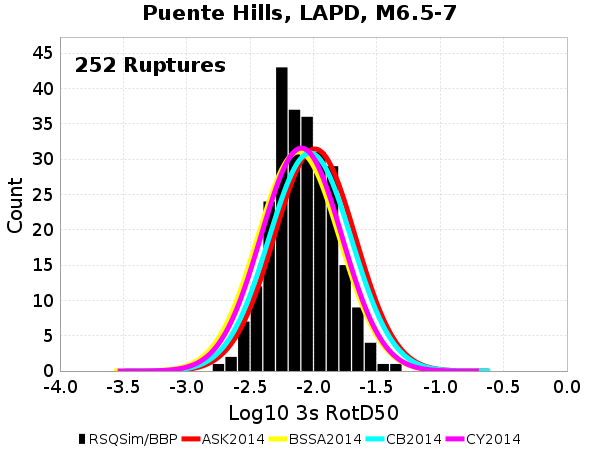 Puente Hills, LAPD, M6.5-7
252 Ruptures
Count
45
40
35
30
25
20
15
10
5
0
-4.0 -3.5 -3.0 -2.5 -2.0 -1.5 -1.0 -0.5 0.0
Log10 3s RotD50
RSQSim/BBP ASK2014 BSSA2014 CB2014 CY2014